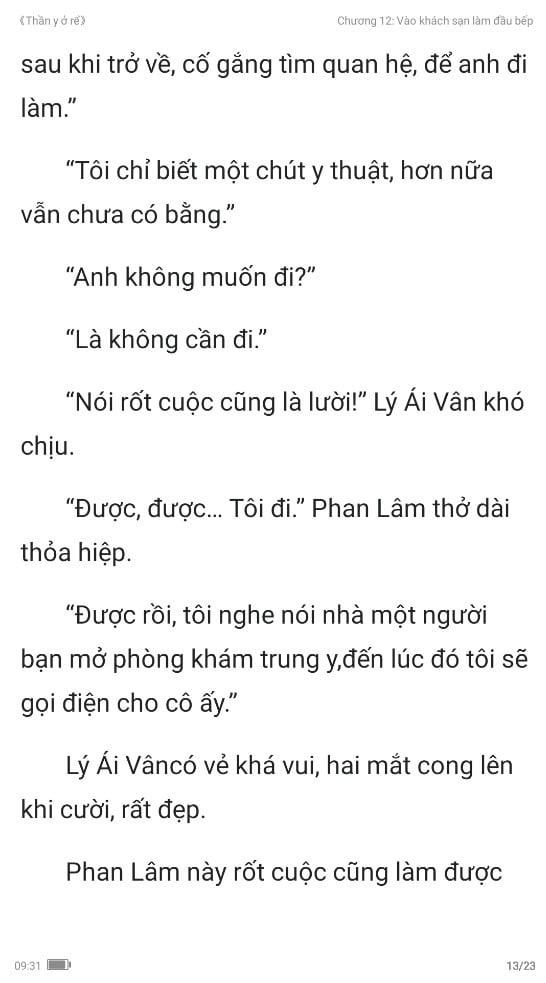 《Thần y ở rể》
Chương 12: Vào khách sạn làm đầu bếp
sau khi trở về, cố gắng tìm quan hệ, để anh đi
làm.”
“Tôi chỉ biết một chút y thuật, hơn nữa
vẫn chưa có bằng.”
“Anh không muốn đi?”
“Là không cần đi.”
“Nói rốt cuộc cũng là lười!” Lý Ái Vân khó
chịu.
“Được, được... Tôi đi.” Phan Lâm thở dài
thỏa hiệp.
“Được rồi, tôi nghe nói nhà một người
bạn mở phòng khám trung y,đến lúc đó tôi sẽ
gọi điện cho cô ấy.”
Lý Ái Vâncó vẻ khá vui, hai mắt cong lên
khi cười, rất đẹp.
Phan Lâm này rốt cuộc cũng làm được
09:31
13/23